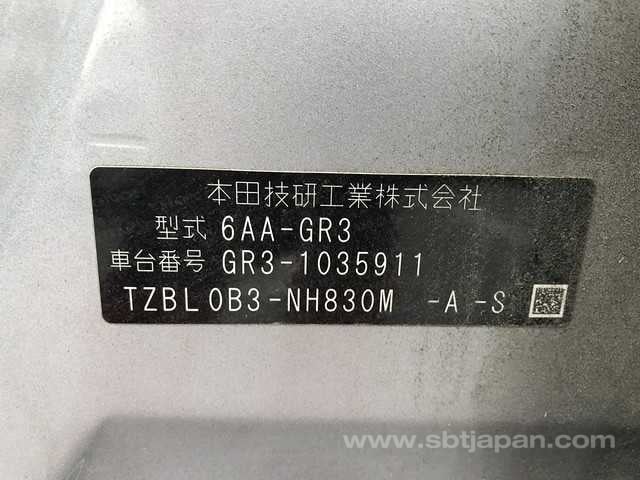 本田技研工業株式会社
型式 6AA-GR3
車台番号 GR3-1035911
TZBL0B3-NH830M -A -S
www.sbtjapan.com